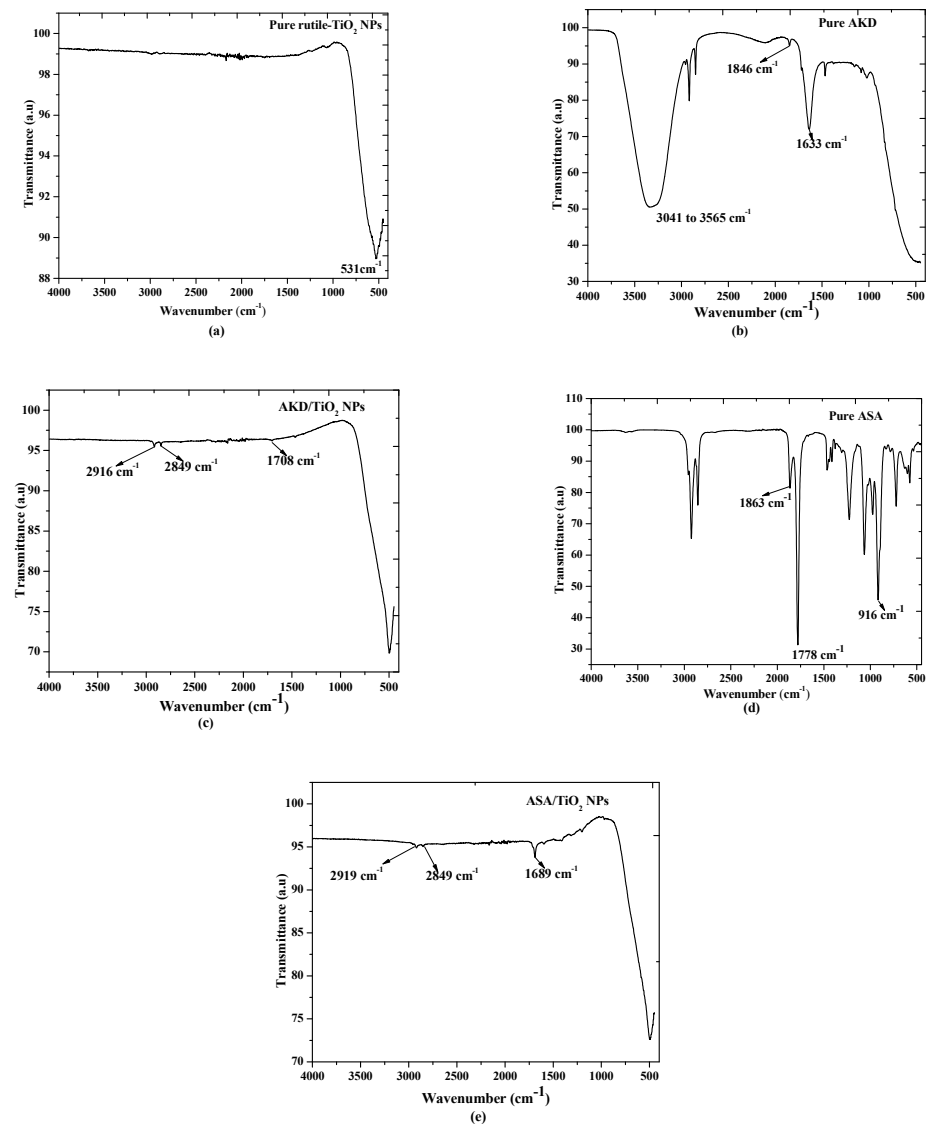 Pure rutile-TiO₂ NPs
100
98
96
94
92
90
88
Transmittance (a.u)
531cm⁻¹
4000 3500 3000 2500 2000 1500 1000 500
Wavenumber (cm⁻¹)
(a)
Pure AKD
100
90
80
70
60
50
40
30
Transmittance (a.u)
1846 cm⁻¹
1633 cm⁻¹
3041 to 3565 cm⁻¹
4000 3500 3000 2500 2000 1500 1000 500
Wavenumber (cm⁻¹)
(b)
AKD/TiO₂ NPs
100
95
90
85
80
75
70
Transmittance (a.u)
2916 cm⁻¹
2849 cm⁻¹
1708 cm⁻¹
4000 3500 3000 2500 2000 1500 1000 500
Wavenumber (cm⁻¹)
(c)
Pure ASA
110
100
90
80
70
60
50
40
30
Transmittance (a.u)
1863 cm⁻¹
916 cm⁻¹
1778 cm⁻¹
4000 3500 3000 2500 2000 1500 1000 500
Wavenumber (cm⁻¹)
(d)
ASA/TiO₂ NPs
100
95
90
85
80
75
70
Transmittance (a.u)
2919 cm⁻¹
2849 cm⁻¹
1689 cm⁻¹
4000 3500 3000 2500 2000 1500 1000 500
Wavenumber (cm⁻¹)
(e)